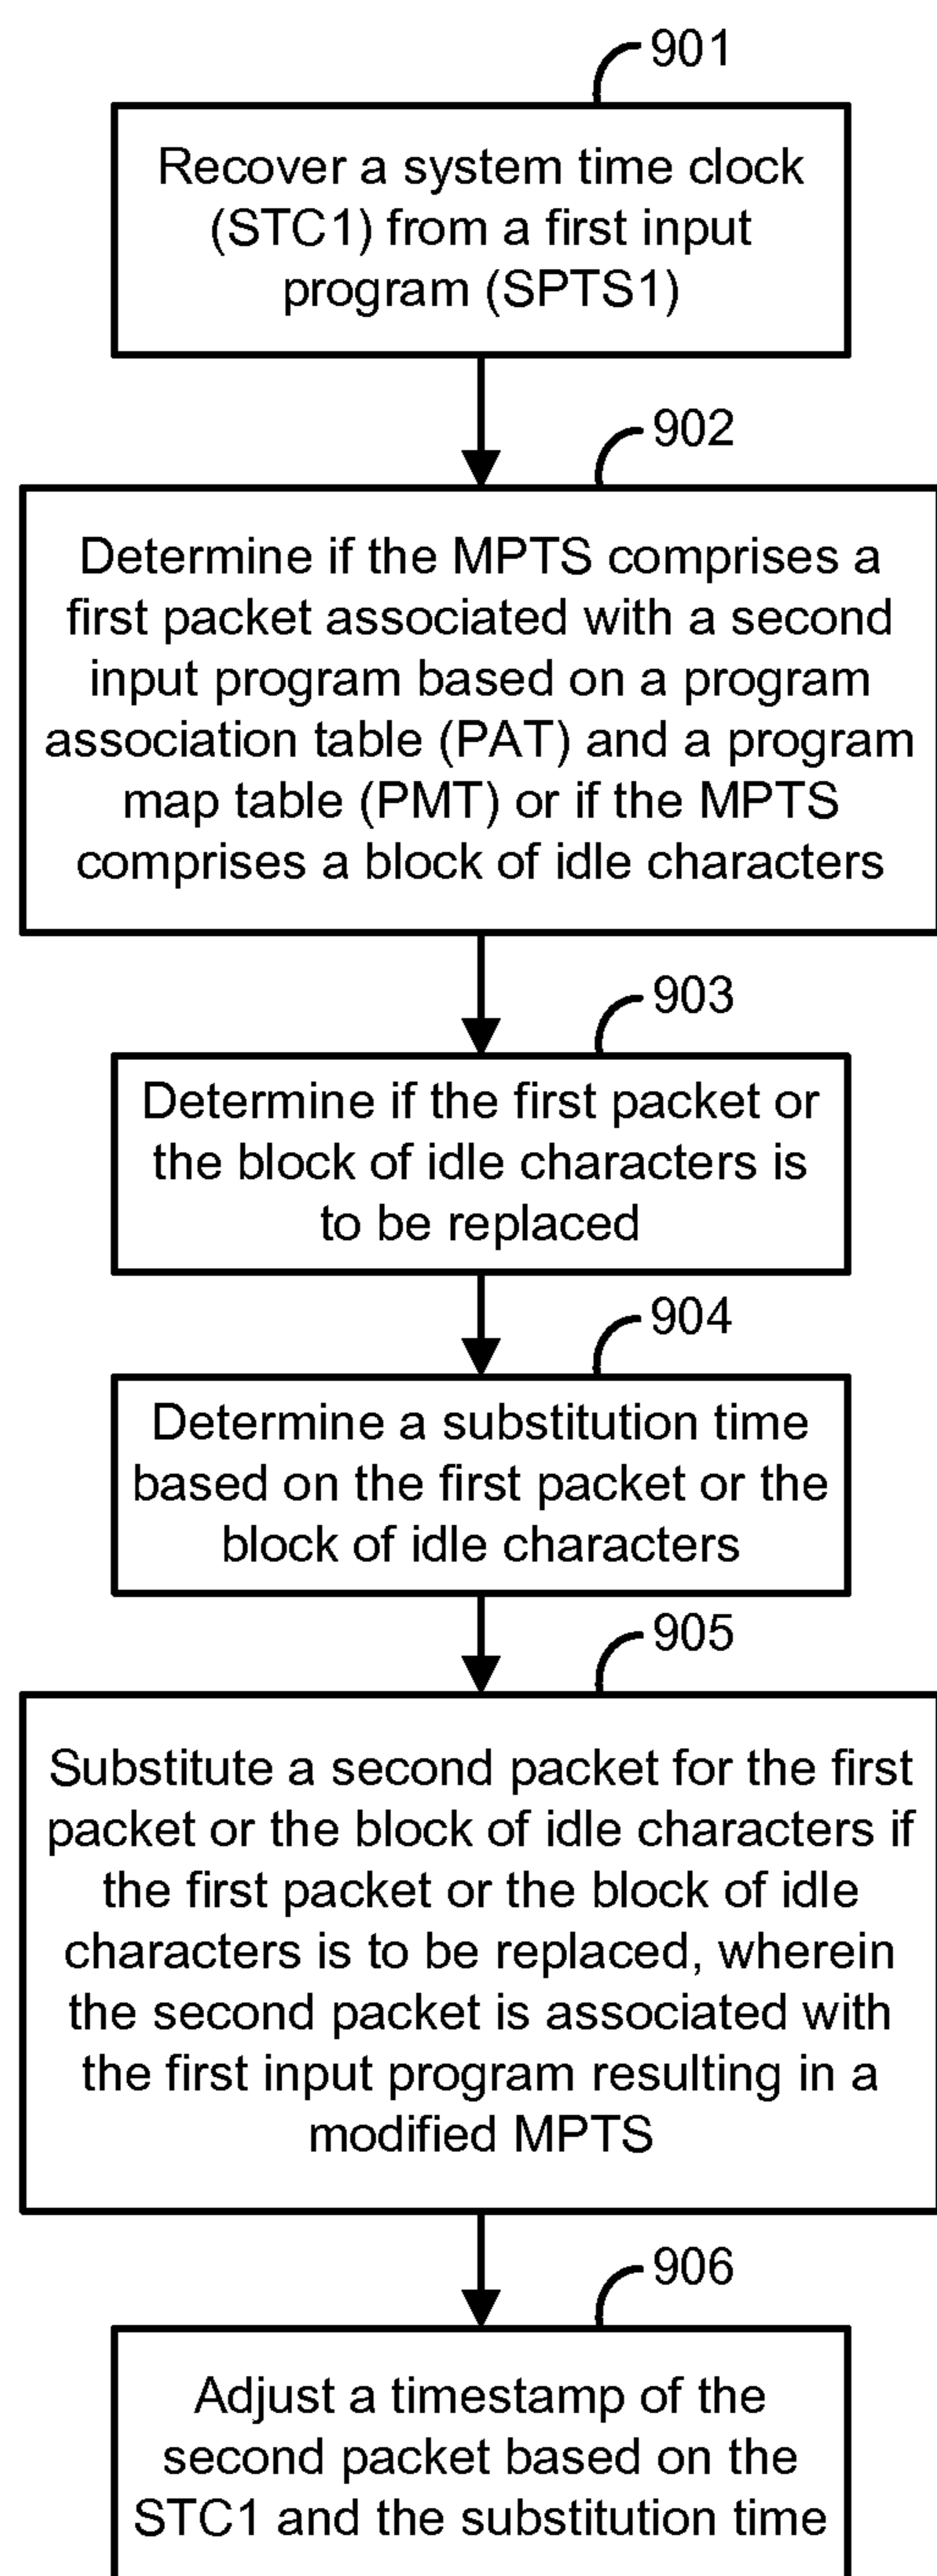 901
Recover a system time clock
(STC1) from a first input
program (SPTS1)
902
Determine if the MPTS comprises a
first packet associated with a second
input program based on a program
association table (PAT) and a program
map table (PMT) or if the MPTS
comprises a block of idle characters
903
Determine if the first packet or
the block of idle characters is
to be replaced
904
Determine a substitution time
based on the first packet or the
block of idle characters
905
Substitute a second packet for the first
packet or the block of idle characters if
the first packet or the block of idle
characters is to be replaced, wherein
the second packet is associated with
the first input program resulting in a
modified MPTS
906
Adjust a timestamp of the
second packet based on the
STC1 and the substitution time